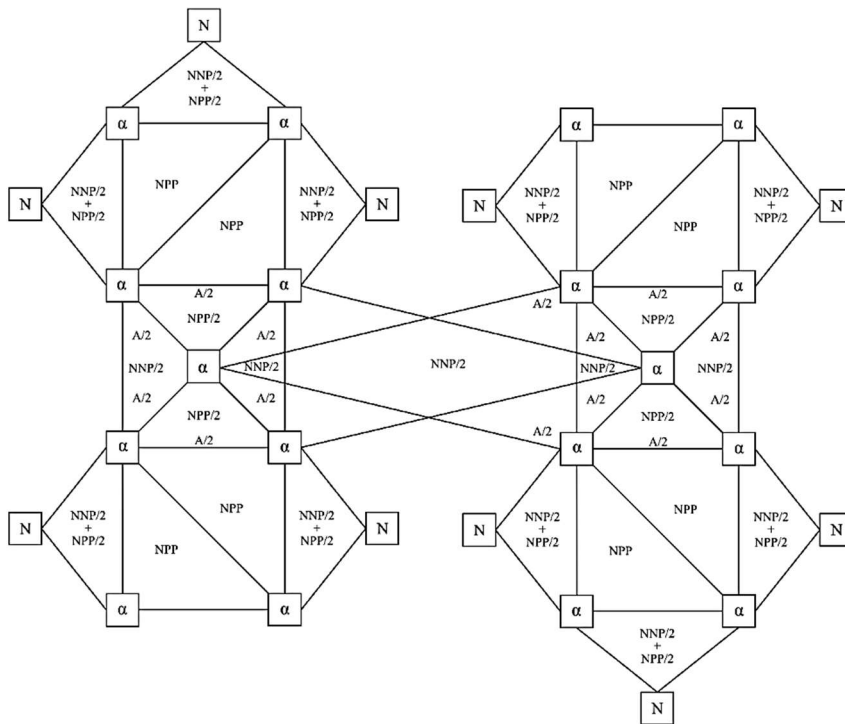 N
NNP/2
+
NPP/2
α α α α
NPP NPP
N NNP/2 + NPP/2 NNP/2 + NPP/2 N N NNP/2 + NPP/2 NNP/2 + NPP/2 N
NPP NPP
α α α α
A/2 A/2 A/2
NPP/2 NPP/2
A/2 A/2 A/2 A/2
NNP/2 α NNP/2 NNP/2 NNP/2 α NNP/2
A/2 A/2 A/2 A/2
NPP/2 NPP/2
A/2 A/2 A/2
α α α α
NPP NPP
N NNP/2 + NPP/2 NNP/2 + NPP/2 N N NNP/2 + NPP/2 NNP/2 + NPP/2 N
NPP NPP
α α α α
NNP/2
+
NPP/2
N